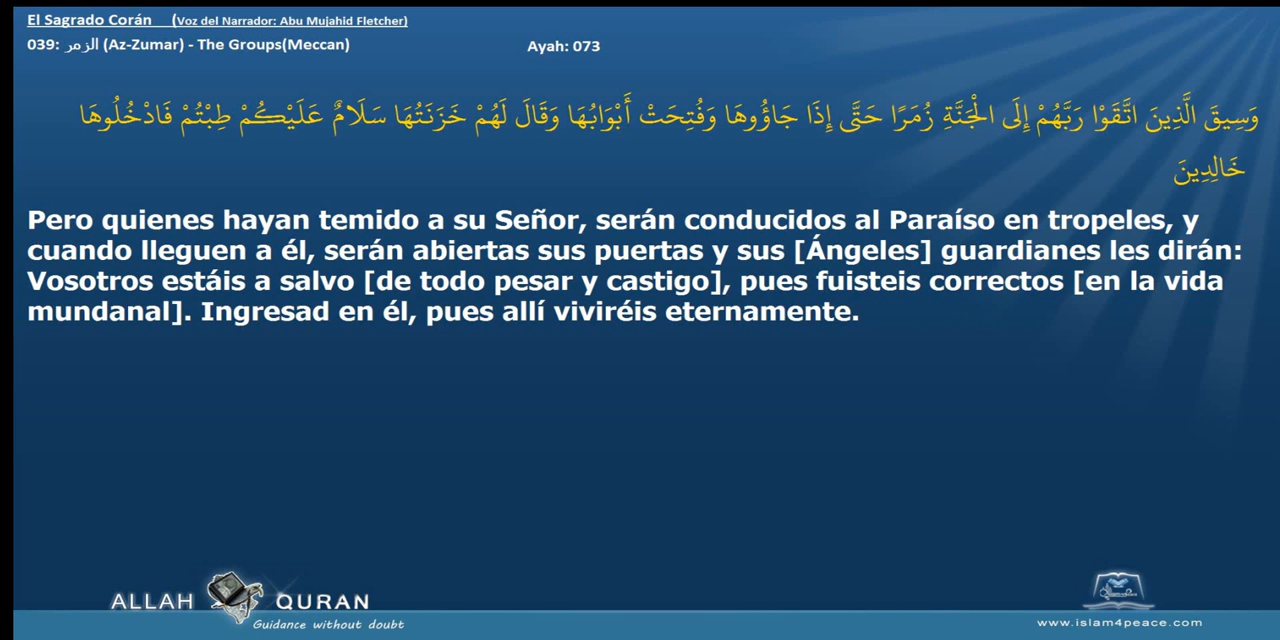 El Sagrado Corán (Voz del Narrador: Abu Mujahid Fletcher)
039: الزمر (Az-Zumar) - The Groups(Meccan) Ayah: 073
وَسِيقَ الَّذِينَ اتَّقَوْا رَبَّهُمْ إِلَى الْجَنَّةِ زُمَرًا حَتَّى إِذَا جَاؤُوهَا وَفُتِحَتْ أَبْوَابُهَا وَقَالَ لَهُمْ خَزَنَتُهَا سَلَامٌ عَلَيْكُمْ طِبْتُمْ فَادْخُلُوهَا
خَالِدِينَ
Pero quienes hayan temido a su Señor, serán conducidos al Paraíso en tropeles, y
cuando lleguen a él, serán abiertas sus puertas y sus [Ángeles] guardianes les dirán:
Vosotros estáis a salvo [de todo pesar y castigo], pues fuisteis correctos [en la vida
mundanal]. Ingresad en él, pues allí viviréis eternamente.
ALLAH QURAN
Guidance without doubt
www.islam4peace.com